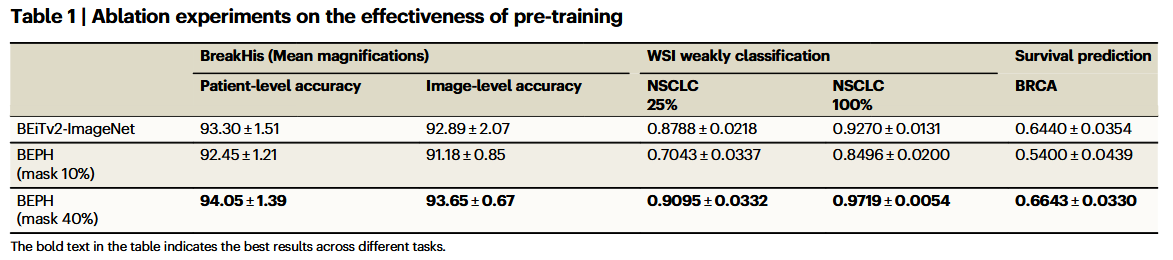 Table 1 | Ablation experiments on the effectiveness of pre-training
BreakHis (Mean magnifications) WSI weakly classification Survival prediction
Patient-level accuracy Image-level accuracy NSCLC 25% NSCLC 100% BRCA
BEiTv2-ImageNet 93.30 ± 1.51 92.89 ± 2.07 0.8788 ± 0.0218 0.9270 ± 0.0131 0.6440 ± 0.0354
BEPH (mask 10%) 92.45 ± 1.21 91.18 ± 0.85 0.7043 ± 0.0337 0.8496 ± 0.0200 0.5400 ± 0.0439
BEPH (mask 40%) 94.05 ± 1.39 93.65 ± 0.67 0.9095 ± 0.0332 0.9719 ± 0.0054 0.6643 ± 0.0330
The bold text in the table indicates the best results across different tasks.